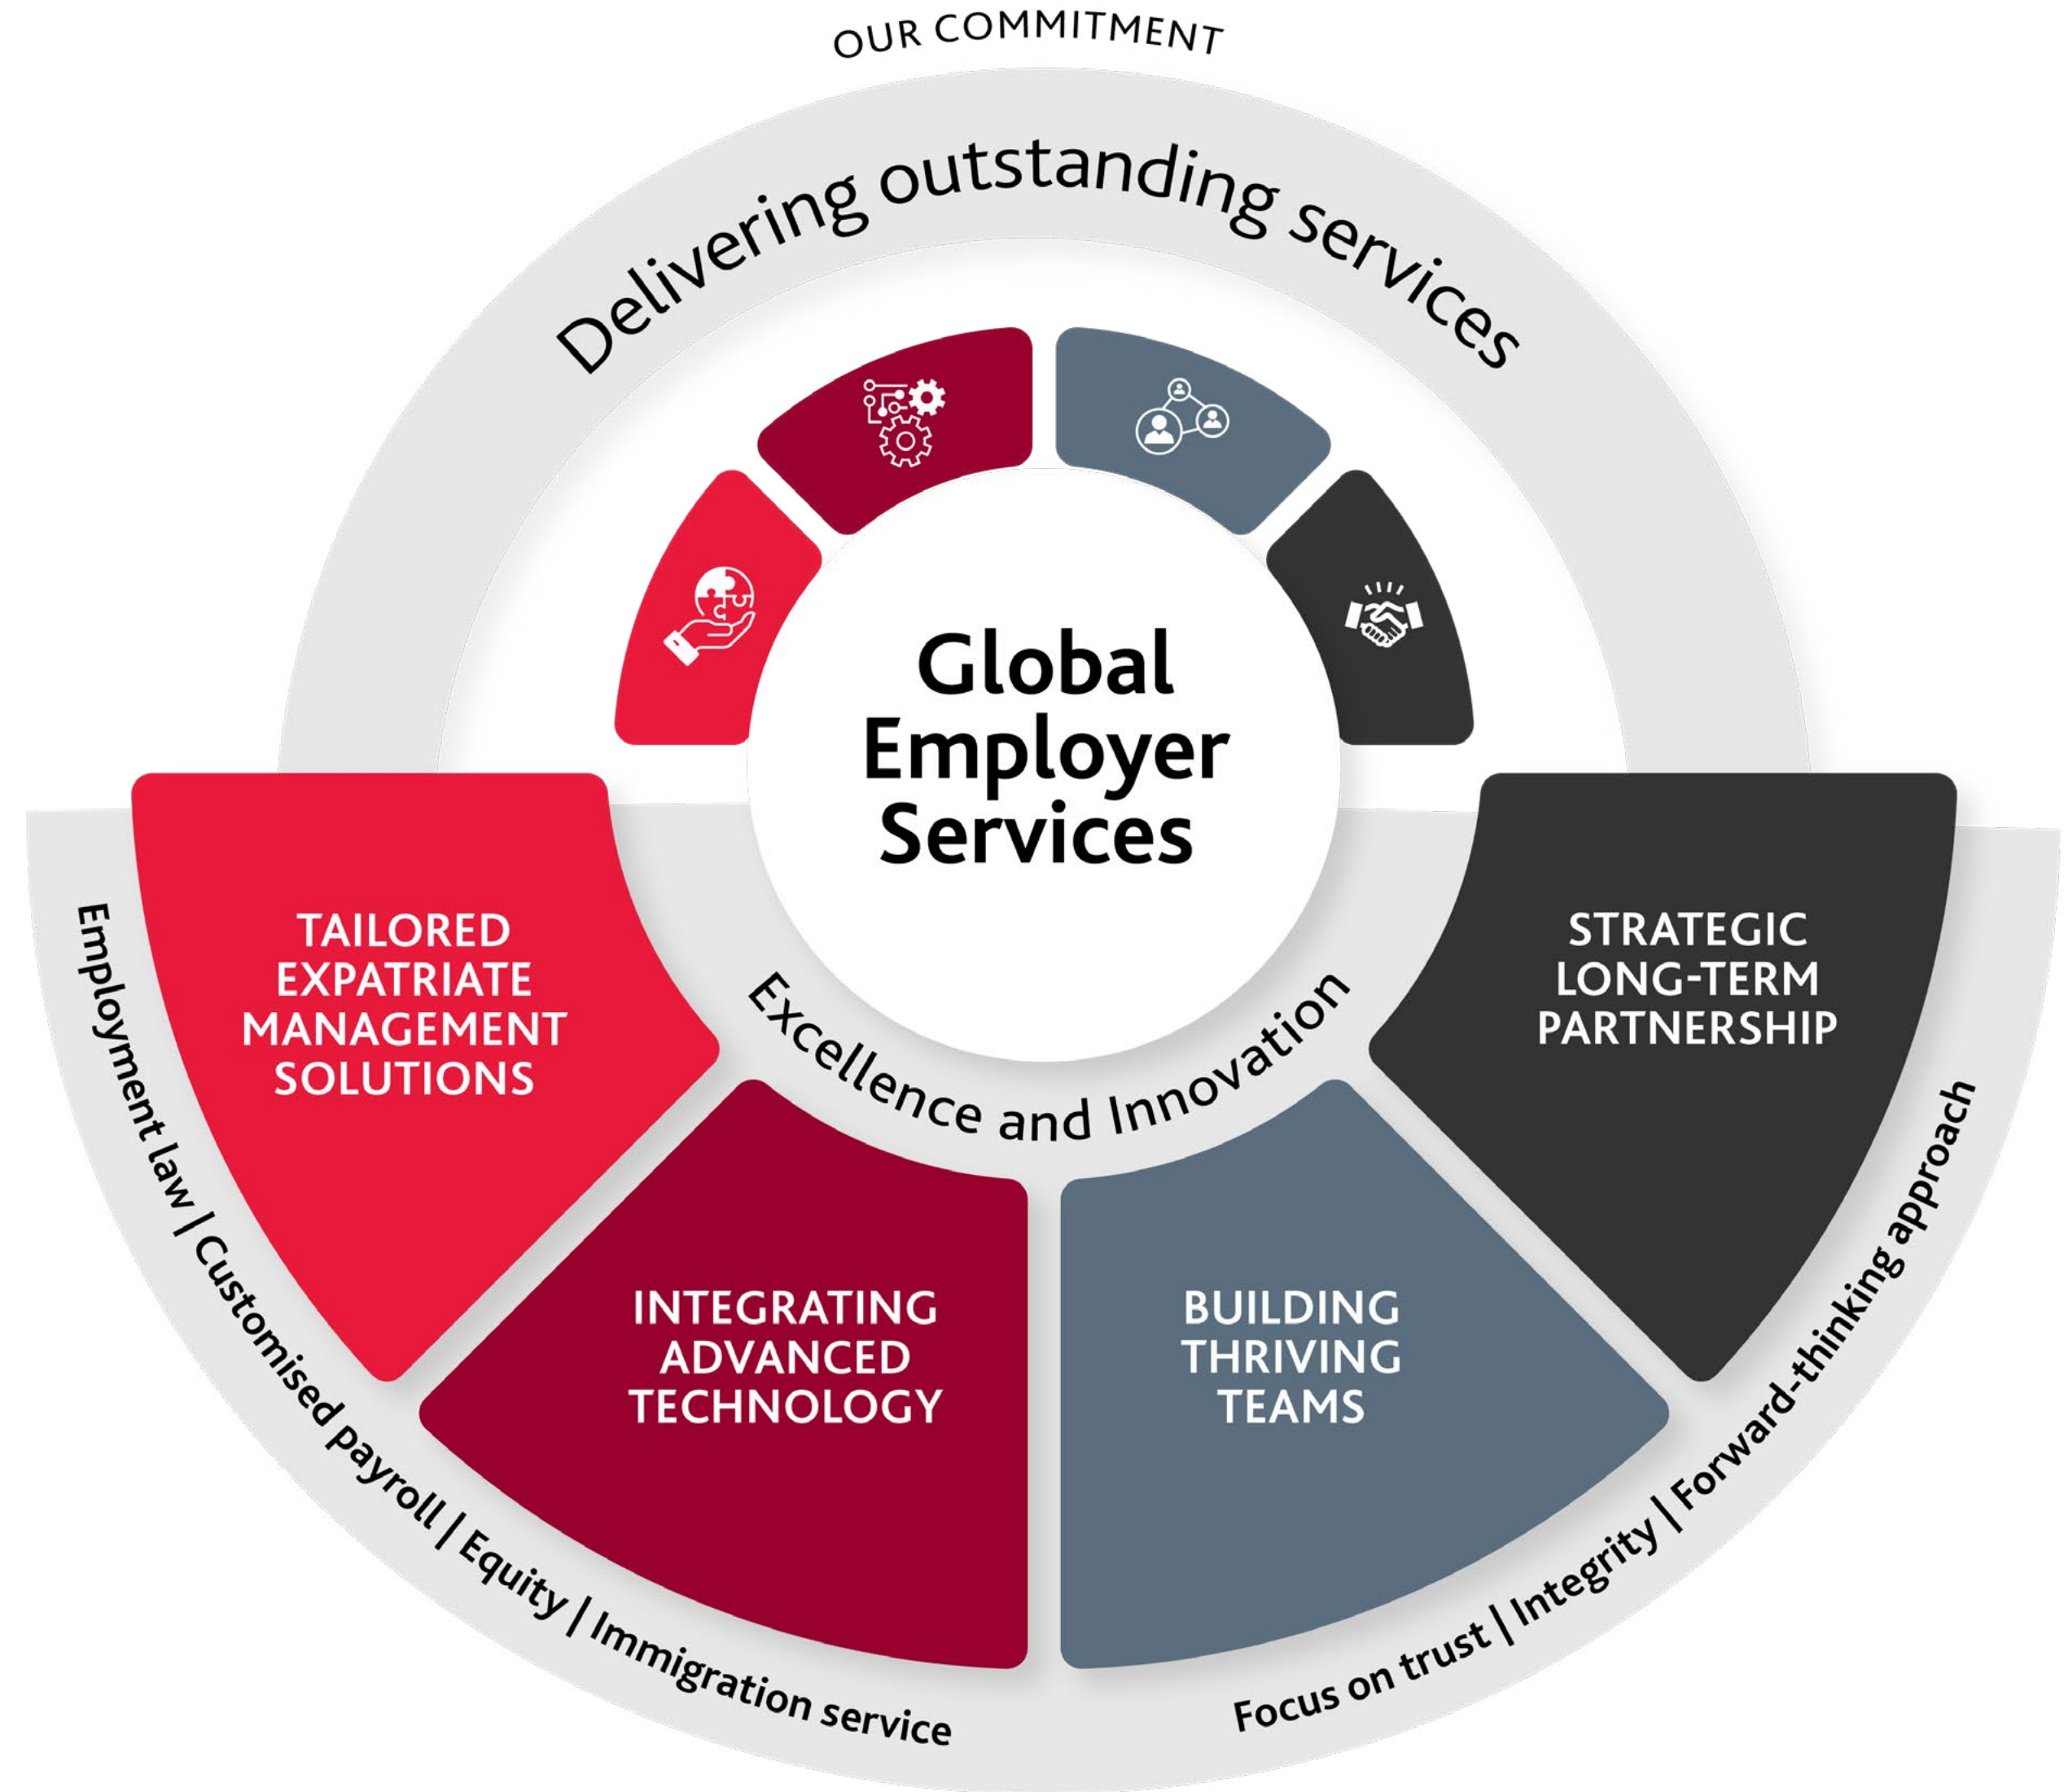 OUR COMMITMENT
Delivering outstanding services
Global
Employer
Services
Excellence and Innovation
TAILORED
EXPATRIATE
MANAGEMENT
SOLUTIONS
INTEGRATING
ADVANCED
TECHNOLOGY
BUILDING
THRIVING
TEAMS
STRATEGIC
LONG-TERM
PARTNERSHIP
Employment law | Customised payroll | Equity | Immigration service
Focus on trust | Integrity | Forward-thinking approach